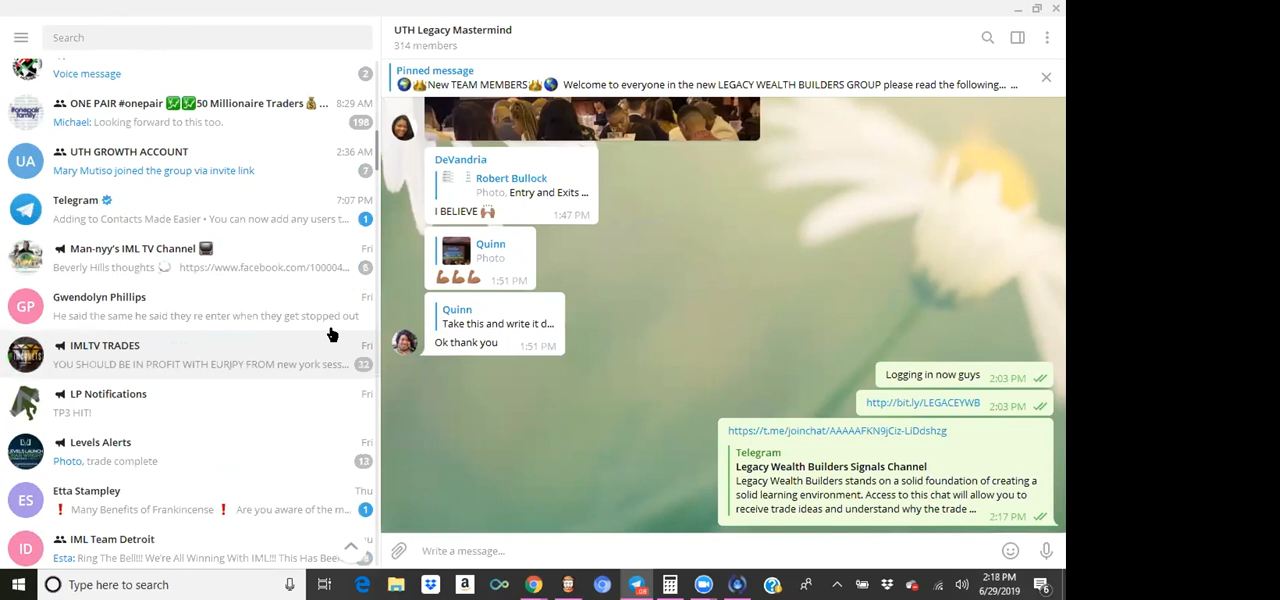 Search
Voice message
2
ONE PAIR #onepair 💹💹50 Millionaire Traders 💰 ...
8:29 AM
Michael: Looking forward to this too.
198
UA
UTH GROWTH ACCOUNT
2:36 AM
Mary Mutiso joined the group via invite link
7
Telegram
7:07 PM
Adding to Contacts Made Easier • You can now add any users t...
1
Man-nyy's IML TV Channel 📺
Fri
Beverly Hills thoughts 💭 https://www.facebook.com/100004...
6
GP
Gwendolyn Phillips
Fri
He said the same he said they re enter when they get stopped out
IMLTV TRADES
Fri
YOU SHOULD BE IN PROFIT WITH EURJPY FROM new york sess...
32
LP Notifications
Fri
TP3 HIT!
Levels Alerts
Fri
Photo, trade complete
13
ES
Etta Stampley
Thu
❗ Many Benefits of Frankincense ❗ Are you aware of the m...
1
ID
IML Team Detroit
Esta: Ring The Bell!!! We're All Winning With IML!!! This Has Bee
UTH Legacy Mastermind
314 members
Pinned message
🌍👑New TEAM MEMBERS👑🌎 Welcome to everyone in the new LEGACY WEALTH BUILDERS GROUP please read the following... ...
DeVandria
Robert Bullock
Photo, Entry and Exits ...
I BELIEVE 🙌🏽
1:47 PM
Quinn
Photo
💪🏾💪🏾💪🏾
1:51 PM
Quinn
Take this and write it d...
Ok thank you
1:51 PM
Logging in now guys
2:03 PM
http://bit.ly/LEGACEYWB
2:03 PM
https://t.me/joinchat/AAAAAFKN9jCiz-LiDdshzg
Telegram
Legacy Wealth Builders Signals Channel
Legacy Wealth Builders stands on a solid foundation of creating a
solid learning environment. Access to this chat will allow you to
receive trade ideas and understand why the trade ...
2:17 PM
Write a message...
Type here to search
2:18 PM
6/29/2019
6